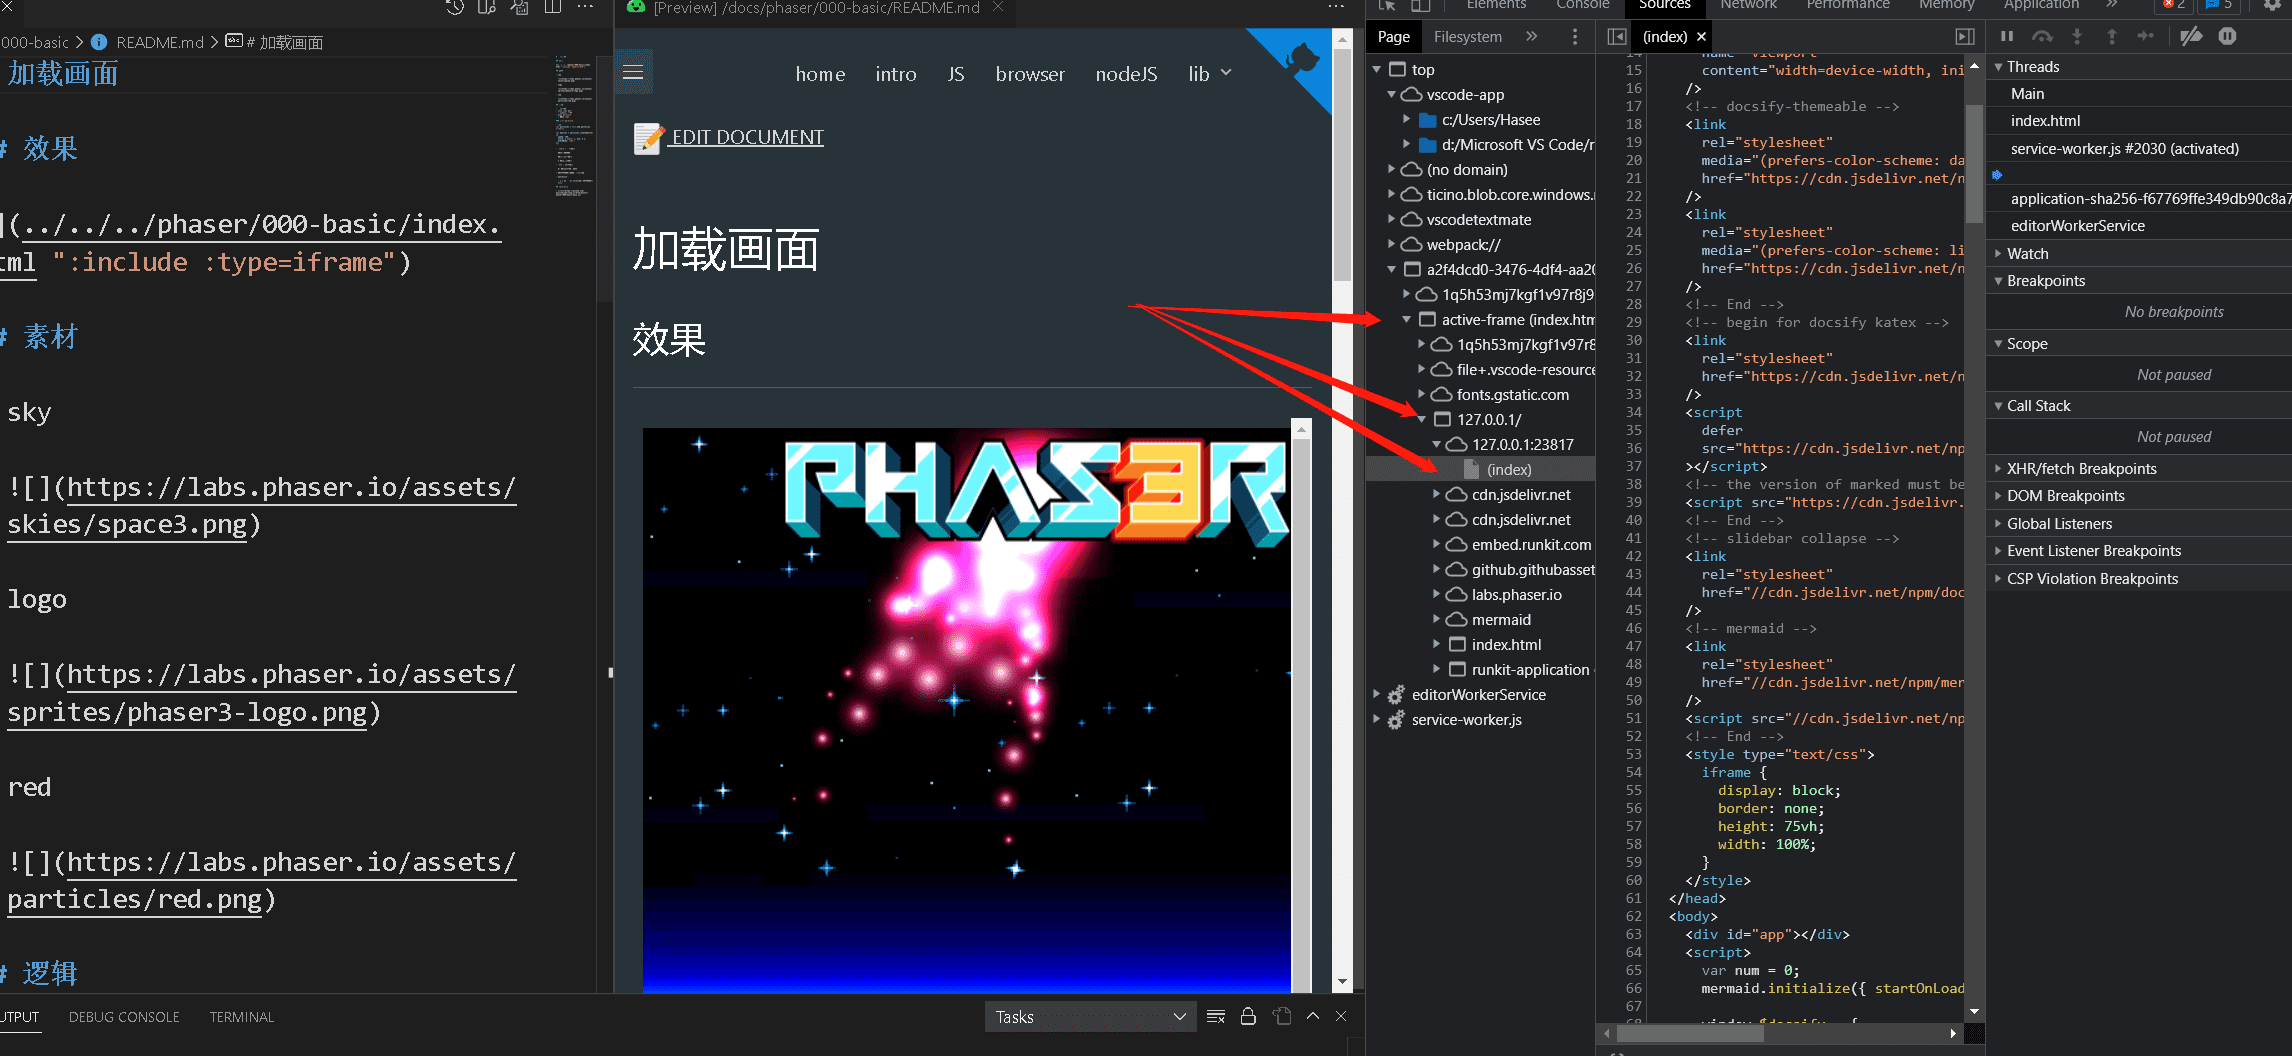 [Preview] /docs/phaser/000-basic/README.md
000-basic > README.md > # 加载画面
加载画面
# 效果
](../../../phaser/000-basic/index.
tml ":include :type=iframe")
# 素材
sky
![](https://labs.phaser.io/assets/
skies/space3.png)
logo
![](https://labs.phaser.io/assets/
sprites/phaser3-logo.png)
red
![](https://labs.phaser.io/assets/
particles/red.png)
# 逻辑
home intro JS browser nodeJS lib
EDIT DOCUMENT
加载画面
效果
PHAS3R
UTPUT DEBUG CONSOLE TERMINAL
Tasks
Elements Console Sources Network Performance Memory Application » 2 5
Page Filesystem »
(index) ×
top
vscode-app
c:/Users/Hasee
d:/Microsoft VS Code/r
(no domain)
ticino.blob.core.windows.
vscodetextmate
webpack://
a2f4dcd0-3476-4df4-aa20
1q5h53mj7kgf1v97r8j9
active-frame (index.htm
1q5h53mj7kgf1v97r8
file+.vscode-resource
fonts.gstatic.com
127.0.0.1/
127.0.0.1:23817
(index)
cdn.jsdelivr.net
cdn.jsdelivr.net
embed.runkit.com
github.githubasset
labs.phaser.io
mermaid
index.html
runkit-application
editorWorkerService
service-worker.js
14 name="viewport"
15 content="width=device-width, ini
16 />
17 <!-- docsify-themeable -->
18 <link
19 rel="stylesheet"
20 media="(prefers-color-scheme: da
21 href="https://cdn.jsdelivr.net/n
22 />
23 <link
24 rel="stylesheet"
25 media="(prefers-color-scheme: li
26 href="https://cdn.jsdelivr.net/n
27 />
28 <!-- End -->
29 <!-- begin for docsify katex -->
30 <link
31 rel="stylesheet"
32 href="https://cdn.jsdelivr.net/n
33 />
34 <script
35 defer
36 src="https://cdn.jsdelivr.net/np
37 ></script>
38 <!-- the version of marked must be
39 <script src="https://cdn.jsdelivr.
40 <!-- End -->
41 <!-- slidebar collapse -->
42 <link
43 rel="stylesheet"
44 href="//cdn.jsdelivr.net/npm/doc
45 />
46 <!-- mermaid -->
47 <link
48 rel="stylesheet"
49 href="//cdn.jsdelivr.net/npm/mer
50 />
51 <script src="//cdn.jsdelivr.net/np
52 <!-- End -->
53 <style type="text/css">
54 iframe {
55 display: block;
56 border: none;
57 height: 75vh;
58 width: 100%;
59 }
60 </style>
61 </head>
62 <body>
63 <div id="app"></div>
64 <script>
65 var num = 0;
66 mermaid.initialize({ startOnLoad
67
68 window.$docsify = {
Threads
Main
index.html
service-worker.js #2030 (activated)
application-sha256-f67769ffe349db90c8a7
editorWorkerService
Watch
Breakpoints
No breakpoints
Scope
Not paused
Call Stack
Not paused
XHR/fetch Breakpoints
DOM Breakpoints
Global Listeners
Event Listener Breakpoints
CSP Violation Breakpoints